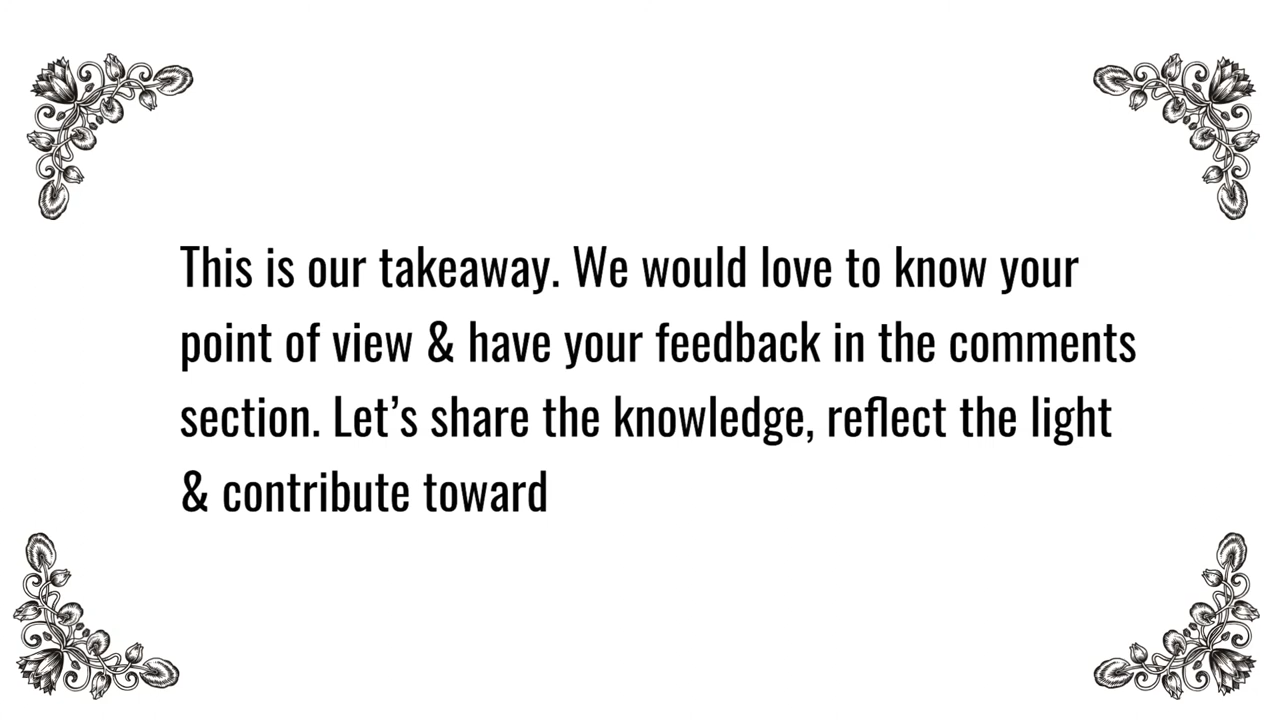 This is our takeaway. We would love to know your
point of view & have your feedback in the comments
section. Let’s share the knowledge, reflect the light
& contribute toward